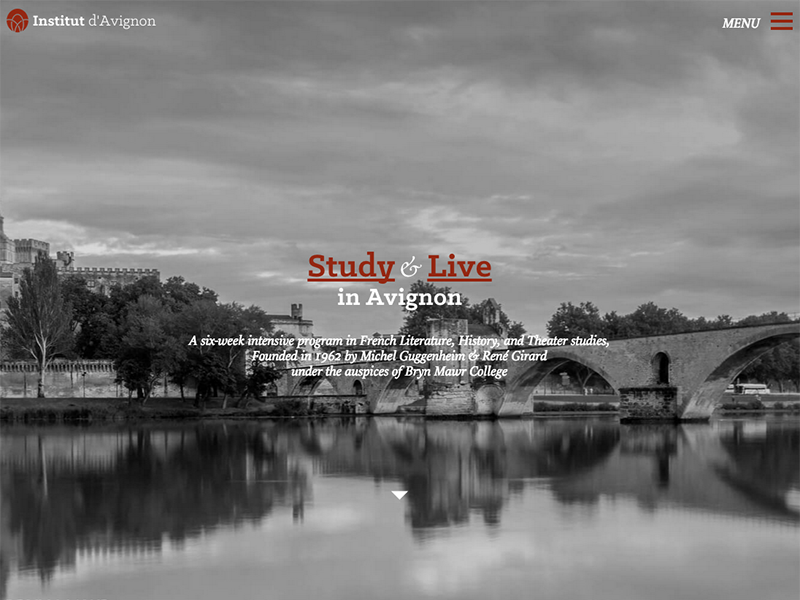 Institut d'Avignon
MENU
Study & Live
in Avignon
A six-week intensive program in French Literature, History, and Theater studies,
Founded in 1962 by Michel Guggenheim & René Girard
under the auspices of Bryn Mawr College